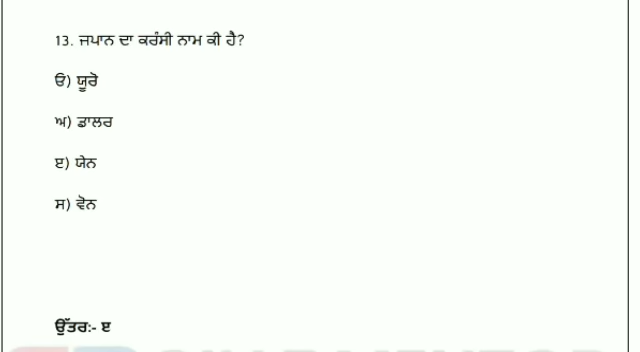 13. ਜਪਾਨ ਦਾ ਕਰੰਸੀ ਨਾਮ ਕੀ ਹੈ?
ੳ) ਯੂਰੋ
ਅ) ਡਾਲਰ
ੲ) ਯੇਨ
ਸ) ਵੋਨ
ਉੱਤਰ:- ੲ